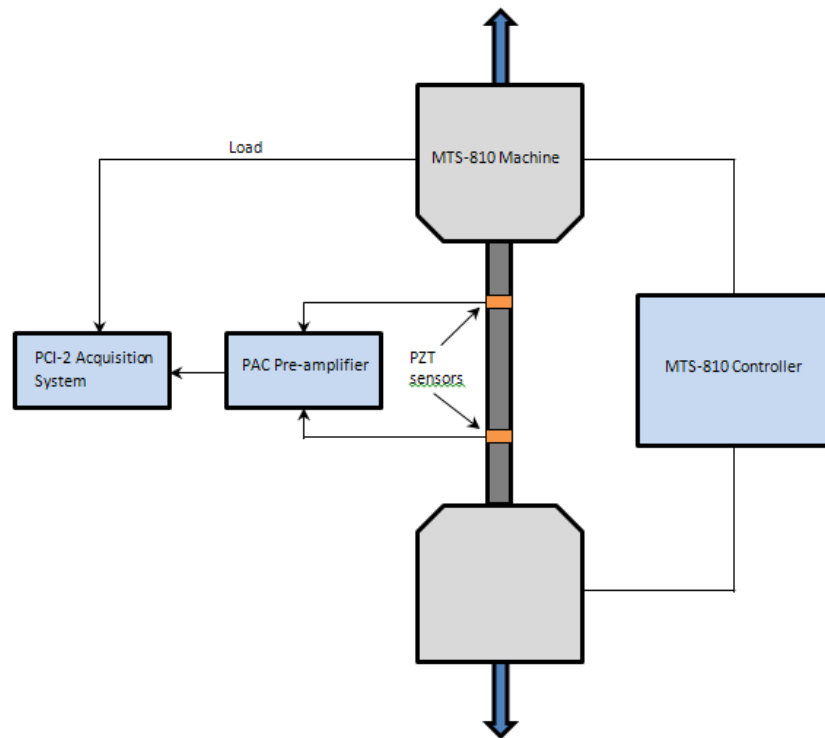 Load
MTS-810 Machine
PCI-2 Acquisition
System
PAC Pre-amplifier
PZT
sensors
MTS-810 Controller